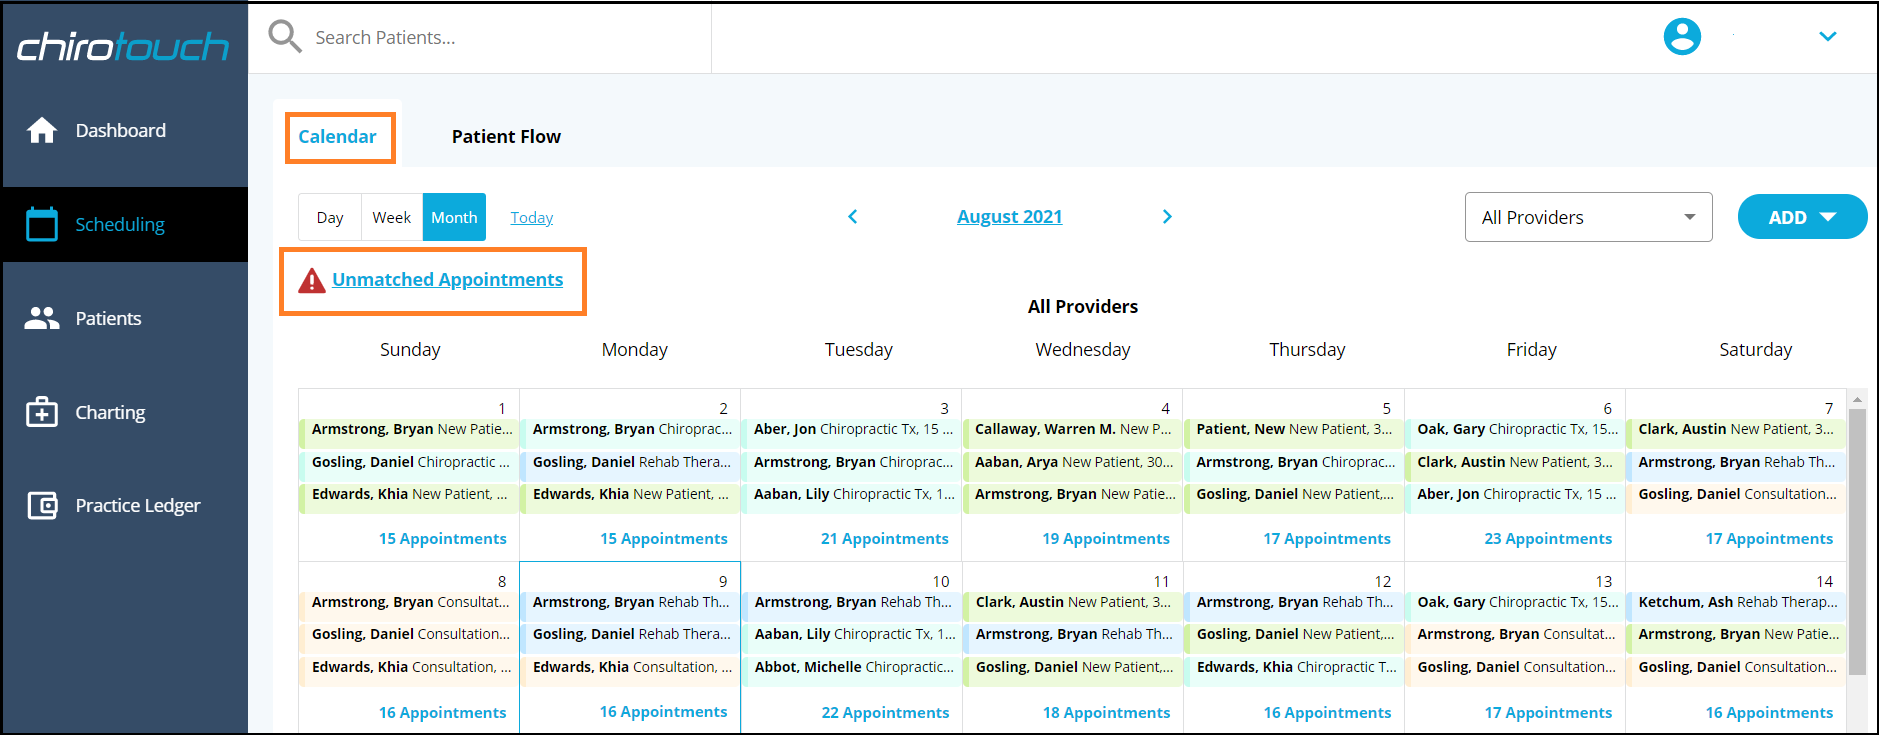 chirotouch
Search Patients...
Dashboard
Scheduling
Patients
Charting
Practice Ledger
Calendar
Patient Flow
Day Week Month Today
August 2021
All Providers
ADD
Unmatched Appointments
All Providers
Sunday Monday Tuesday Wednesday Thursday Friday Saturday
1 2 3 4 5 6 7
Armstrong, Bryan New Patie... Armstrong, Bryan Chiroprac... Aber, Jon Chiropractic Tx, 15 ... Callaway, Warren M. New P... Patient, New New Patient, 3... Oak, Gary Chiropractic Tx, 15... Clark, Austin New Patient, 3...
Gosling, Daniel Chiropractic ... Gosling, Daniel Rehab Thera... Armstrong, Bryan Chiroprac... Aaban, Arya New Patient, 30... Armstrong, Bryan Chiroprac... Clark, Austin New Patient, 3... Armstrong, Bryan Rehab Th...
Edwards, Khia New Patient, ... Edwards, Khia New Patient, ... Aaban, Lily Chiropractic Tx, 1... Armstrong, Bryan New Patie... Gosling, Daniel New Patient,... Aber, Jon Chiropractic Tx, 15 ... Gosling, Daniel Consultation...
15 Appointments 15 Appointments 21 Appointments 19 Appointments 17 Appointments 23 Appointments 17 Appointments
8 9 10 11 12 13 14
Armstrong, Bryan Consultat... Armstrong, Bryan Rehab Th... Armstrong, Bryan Rehab Th... Clark, Austin New Patient, 3... Armstrong, Bryan Rehab Th... Oak, Gary Chiropractic Tx, 15... Ketchum, Ash Rehab Therap...
Gosling, Daniel Consultation... Gosling, Daniel Rehab Thera... Aaban, Lily Chiropractic Tx, 1... Armstrong, Bryan Rehab Th... Gosling, Daniel New Patient,... Armstrong, Bryan Consultat... Armstrong, Bryan New Patie...
Edwards, Khia Consultation, ... Edwards, Khia Consultation, ... Abbot, Michelle Chiropractic... Gosling, Daniel New Patient,... Edwards, Khia Chiropractic T... Gosling, Daniel Consultation... Gosling, Daniel Consultation...
16 Appointments 16 Appointments 22 Appointments 18 Appointments 16 Appointments 17 Appointments 16 Appointments